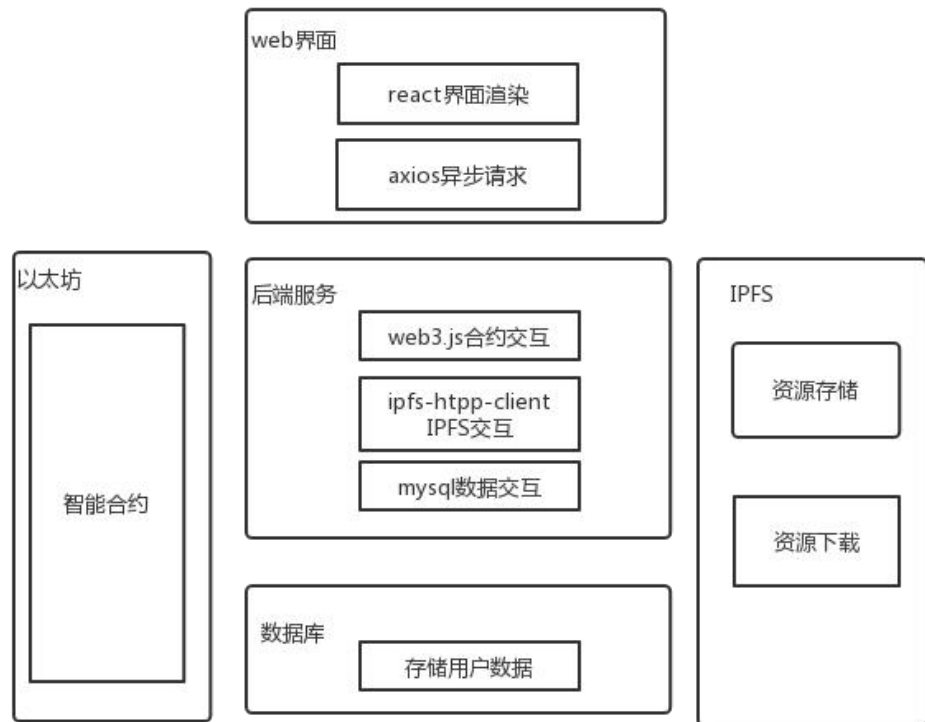 web界面
react界面渲染
axios异步请求
以太坊
智能合约
后端服务
web3.js合约交互
ipfs-htpp-client
IPFS交互
mysql数据交互
数据库
存储用户数据
IPFS
资源存储
资源下载